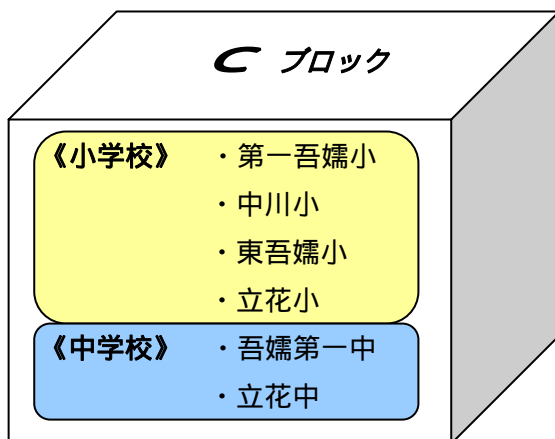 C ブロック
《小学校》 ・第一吾嬬小
・中川小
・東吾嬬小
・立花小
《中学校》 ・吾嬬第一中
・立花中